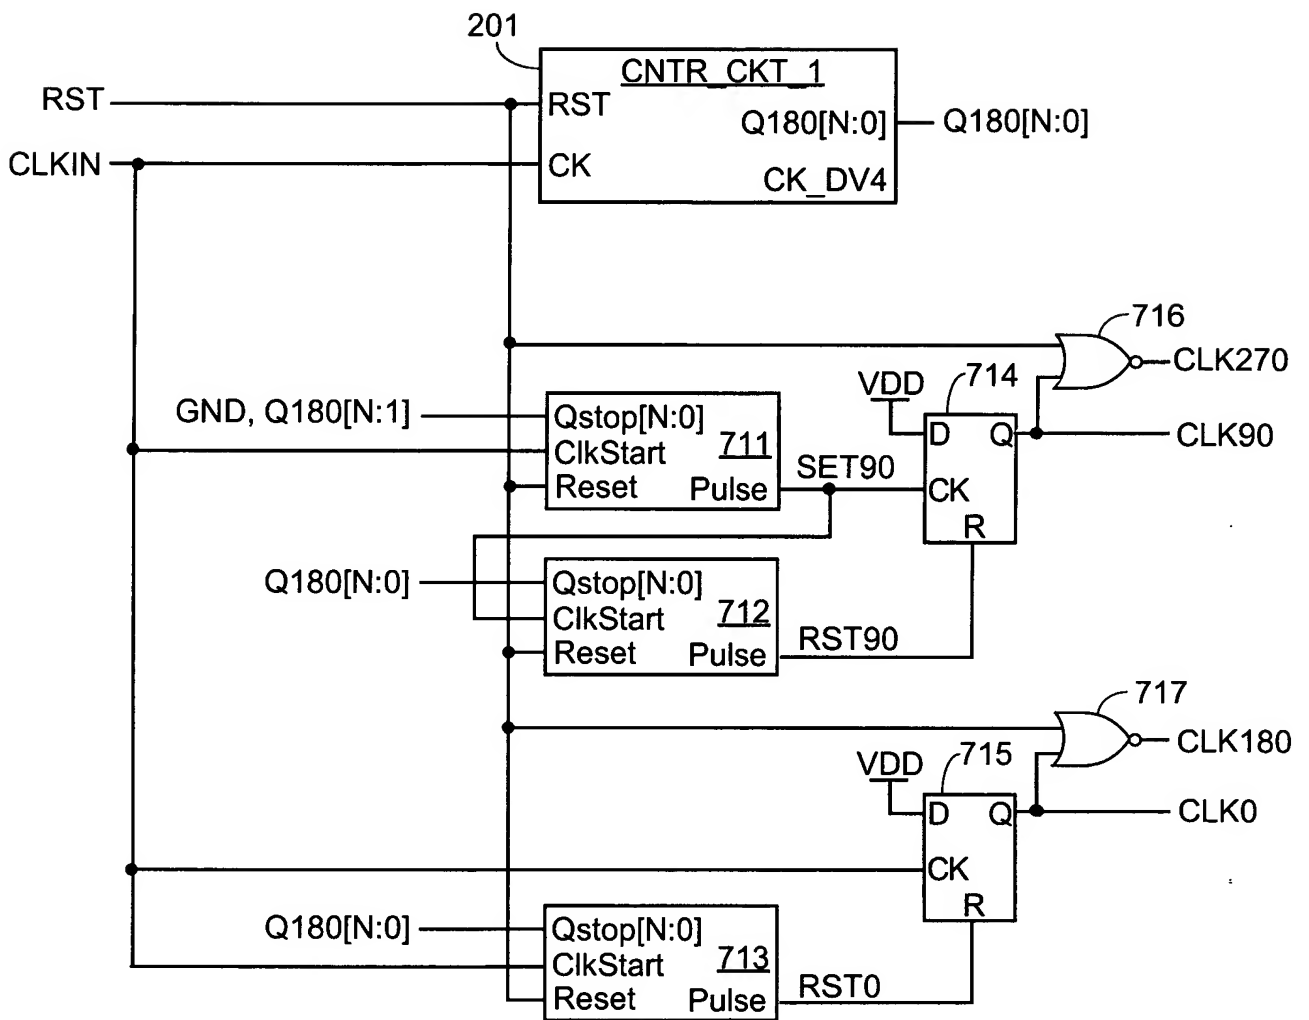 201
CNTR_CKT_1
RST
RST
Q180[N:0]
Q180[N:0]
CLKIN
CK
CK_DV4
716
CLK270
VDD
714
GND, Q180[N:1]
Qstop[N:0]
D
Q
CLK90
ClkStart
711
SET90
Reset
Pulse
CK
R
Q180[N:0]
Qstop[N:0]
ClkStart
712
Reset
Pulse
RST90
717
CLK180
VDD
715
D
Q
CLK0
CK
R
Q180[N:0]
Qstop[N:0]
ClkStart
713
Reset
Pulse
RST0